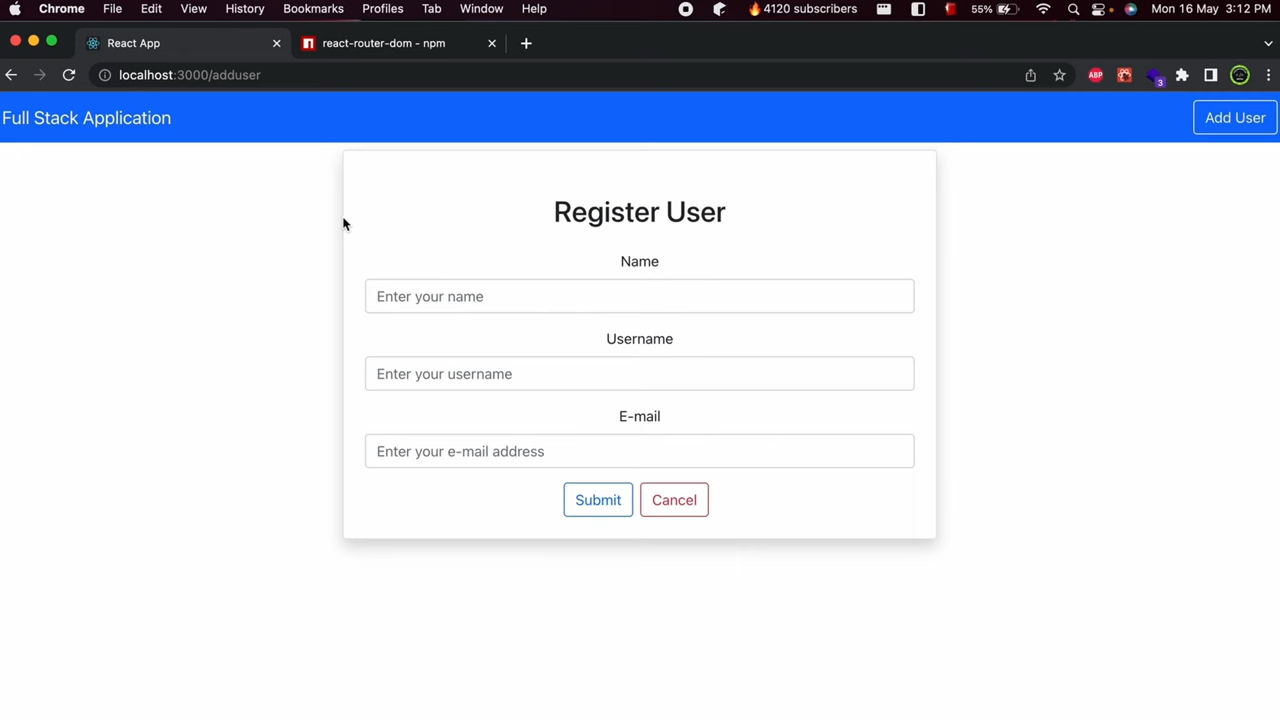 Chrome File Edit View History Bookmarks Profiles Tab Window Help 🔥4120 subscribers 55% Mon 16 May 3:12 PM
React App react-router-dom - npm
localhost:3000/adduser ABP 3
Full Stack Application Add User
Register User
Name
Enter your name
Username
Enter your username
E-mail
Enter your e-mail address
Submit Cancel